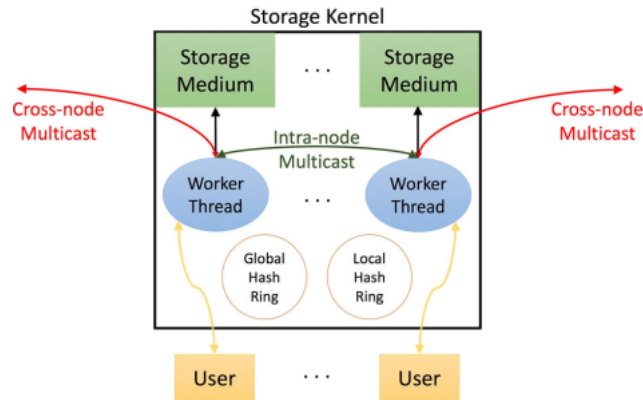 Storage Kernel
Storage
Medium
...
Storage
Medium
Cross-node
Multicast
Cross-node
Multicast
Intra-node
Multicast
Worker
Thread
...
Worker
Thread
Global
Hash
Ring
Local
Hash
Ring
User
...
User